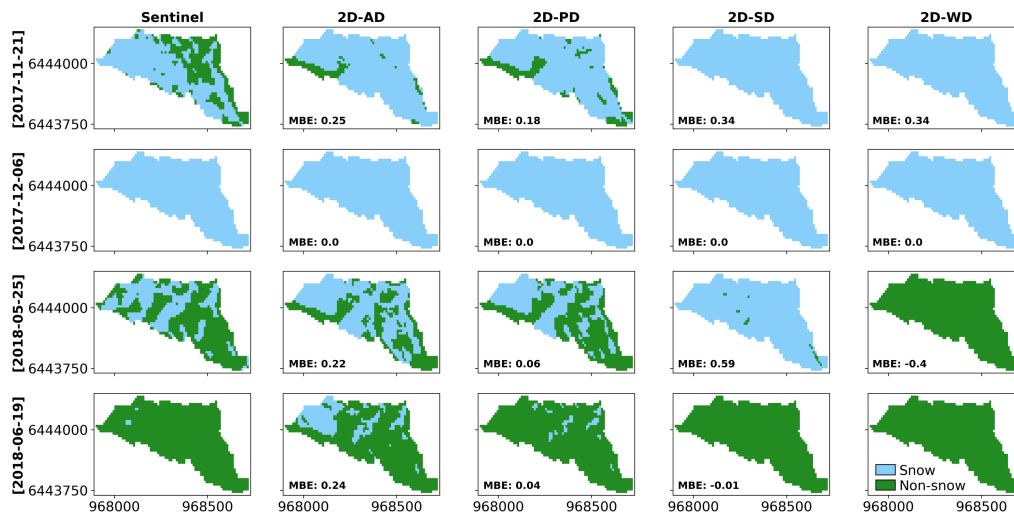 Sentinel 2D-AD 2D-PD 2D-SD 2D-WD
[2017-11-21]
6444000
6443750
MBE: 0.25 MBE: 0.18 MBE: 0.34 MBE: 0.34
[2017-12-06]
6444000
6443750
MBE: 0.0 MBE: 0.0 MBE: 0.0 MBE: 0.0
[2018-05-25]
6444000
6443750
MBE: 0.22 MBE: 0.06 MBE: 0.59 MBE: -0.4
[2018-06-19]
6444000
6443750
MBE: 0.24 MBE: 0.04 MBE: -0.01
Snow
Non-snow
968000 968500 968000 968500 968000 968500 968000 968500 968000 968500